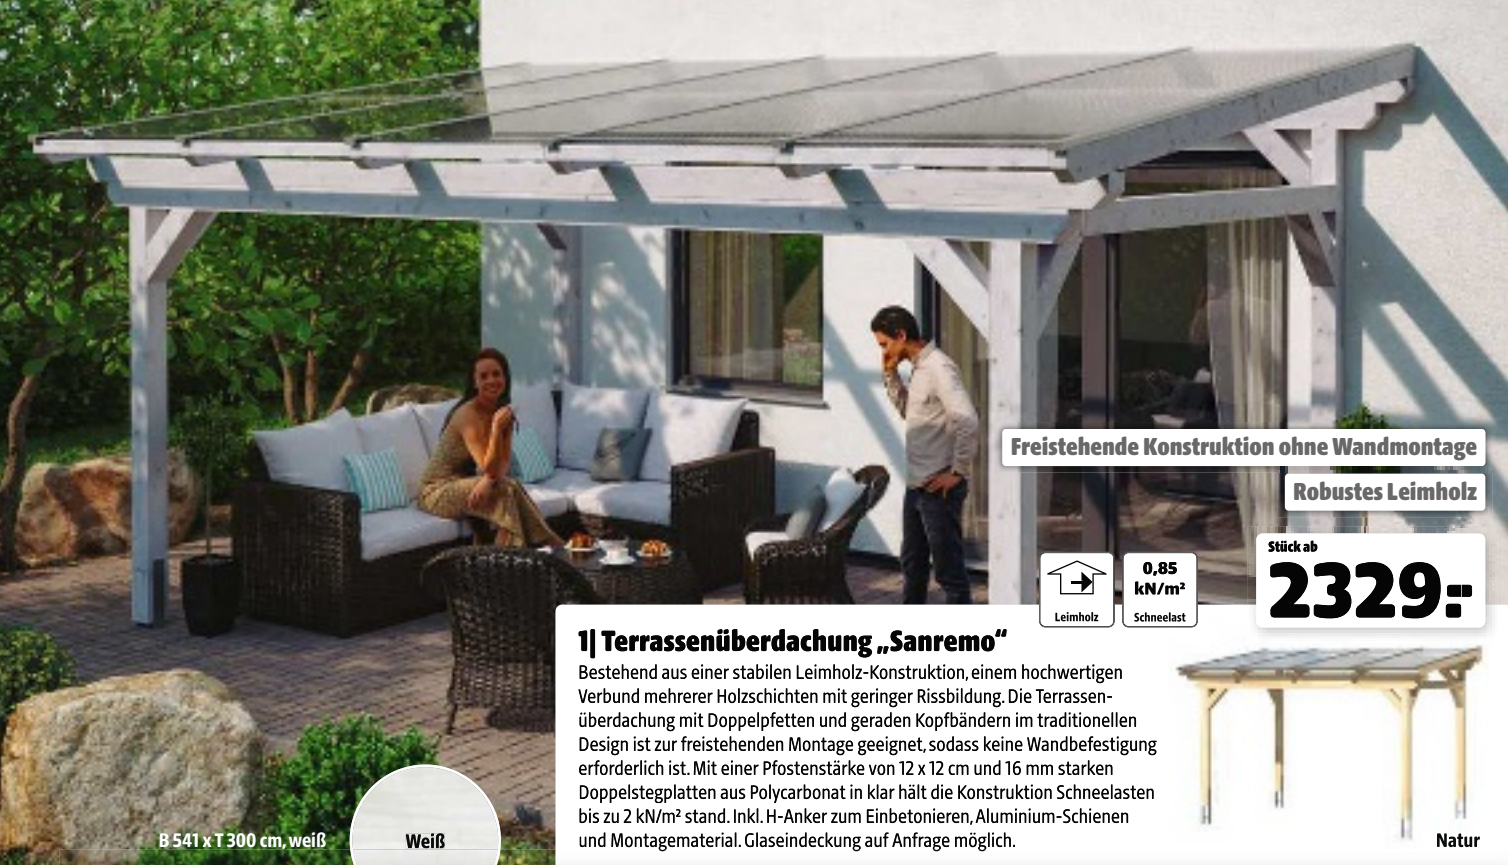 Freistehende Konstruktion ohne Wandmontage
Robustes Leimholz
Stück ab
2329.-
0,85
kN/m²
Leimholz
Schneelast
1| Terrassenüberdachung „Sanremo“
Bestehend aus einer stabilen Leimholz-Konstruktion, einem hochwertigen
Verbund mehrerer Holzschichten mit geringer Rissbildung. Die Terrassen-
überdachung mit Doppelpfetten und geraden Kopfbändern im traditionellen
Design ist zur freistehenden Montage geeignet, sodass keine Wandbefestigung
erforderlich ist. Mit einer Pfostenstärke von 12 x 12 cm und 16 mm starken
Doppelstegplatten aus Polycarbonat in klar hält die Konstruktion Schneelasten
bis zu 2 kN/m² stand. Inkl. H-Anker zum Einbetonieren, Aluminium-Schienen
und Montagematerial. Glaseindeckung auf Anfrage möglich.
B 541 x T 300 cm, weiß
Weiß
Natur